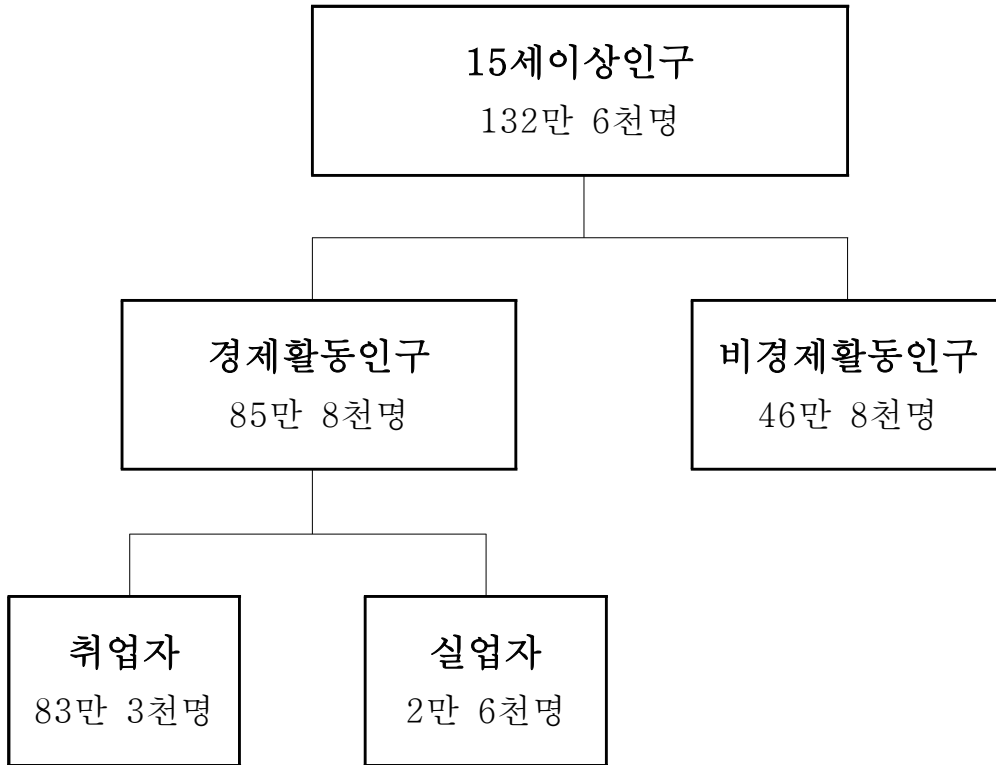 15세이상인구
132만 6천명
경제활동인구
85만 8천명
비경제활동인구
46만 8천명
취업자
83만 3천명
실업자
2만 6천명